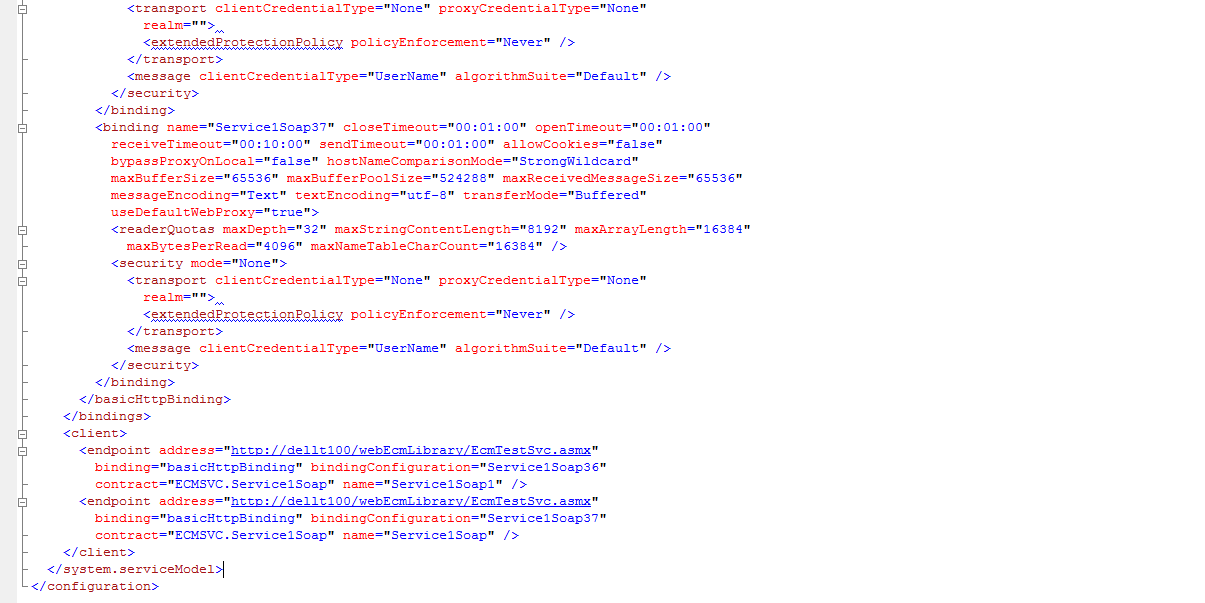 <transport clientCredentialType="None" proxyCredentialType="None"
realm="">
<extendedProtectionPolicy policyEnforcement="Never" />
</transport>
<message clientCredentialType="UserName" algorithmSuite="Default" />
</security>
</binding>
<binding name="Service1Soap37" closeTimeout="00:01:00" openTimeout="00:01:00"
receiveTimeout="00:10:00" sendTimeout="00:01:00" allowCookies="false"
bypassProxyOnLocal="false" hostNameComparisonMode="StrongWildcard"
maxBufferSize="65536" maxBufferPoolSize="524288" maxReceivedMessageSize="65536"
messageEncoding="Text" textEncoding="utf-8" transferMode="Buffered"
useDefaultWebProxy="true">
<readerQuotas maxDepth="32" maxStringContentLength="8192" maxArrayLength="16384"
maxBytesPerRead="4096" maxNameTableCharCount="16384" />
<security mode="None">
<transport clientCredentialType="None" proxyCredentialType="None"
realm="">
<extendedProtectionPolicy policyEnforcement="Never" />
</transport>
<message clientCredentialType="UserName" algorithmSuite="Default" />
</security>
</binding>
</basicHttpBinding>
</bindings>
<client>
<endpoint address="http://dellt100/webEcmLibrary/EcmTestSvc.asmx"
binding="basicHttpBinding" bindingConfiguration="Service1Soap36"
contract="ECMSVC.Service1Soap" name="Service1Soap1" />
<endpoint address="http://dellt100/webEcmLibrary/EcmTestSvc.asmx"
binding="basicHttpBinding" bindingConfiguration="Service1Soap37"
contract="ECMSVC.Service1Soap" name="Service1Soap" />
</client>
</system.serviceModel>
</configuration>